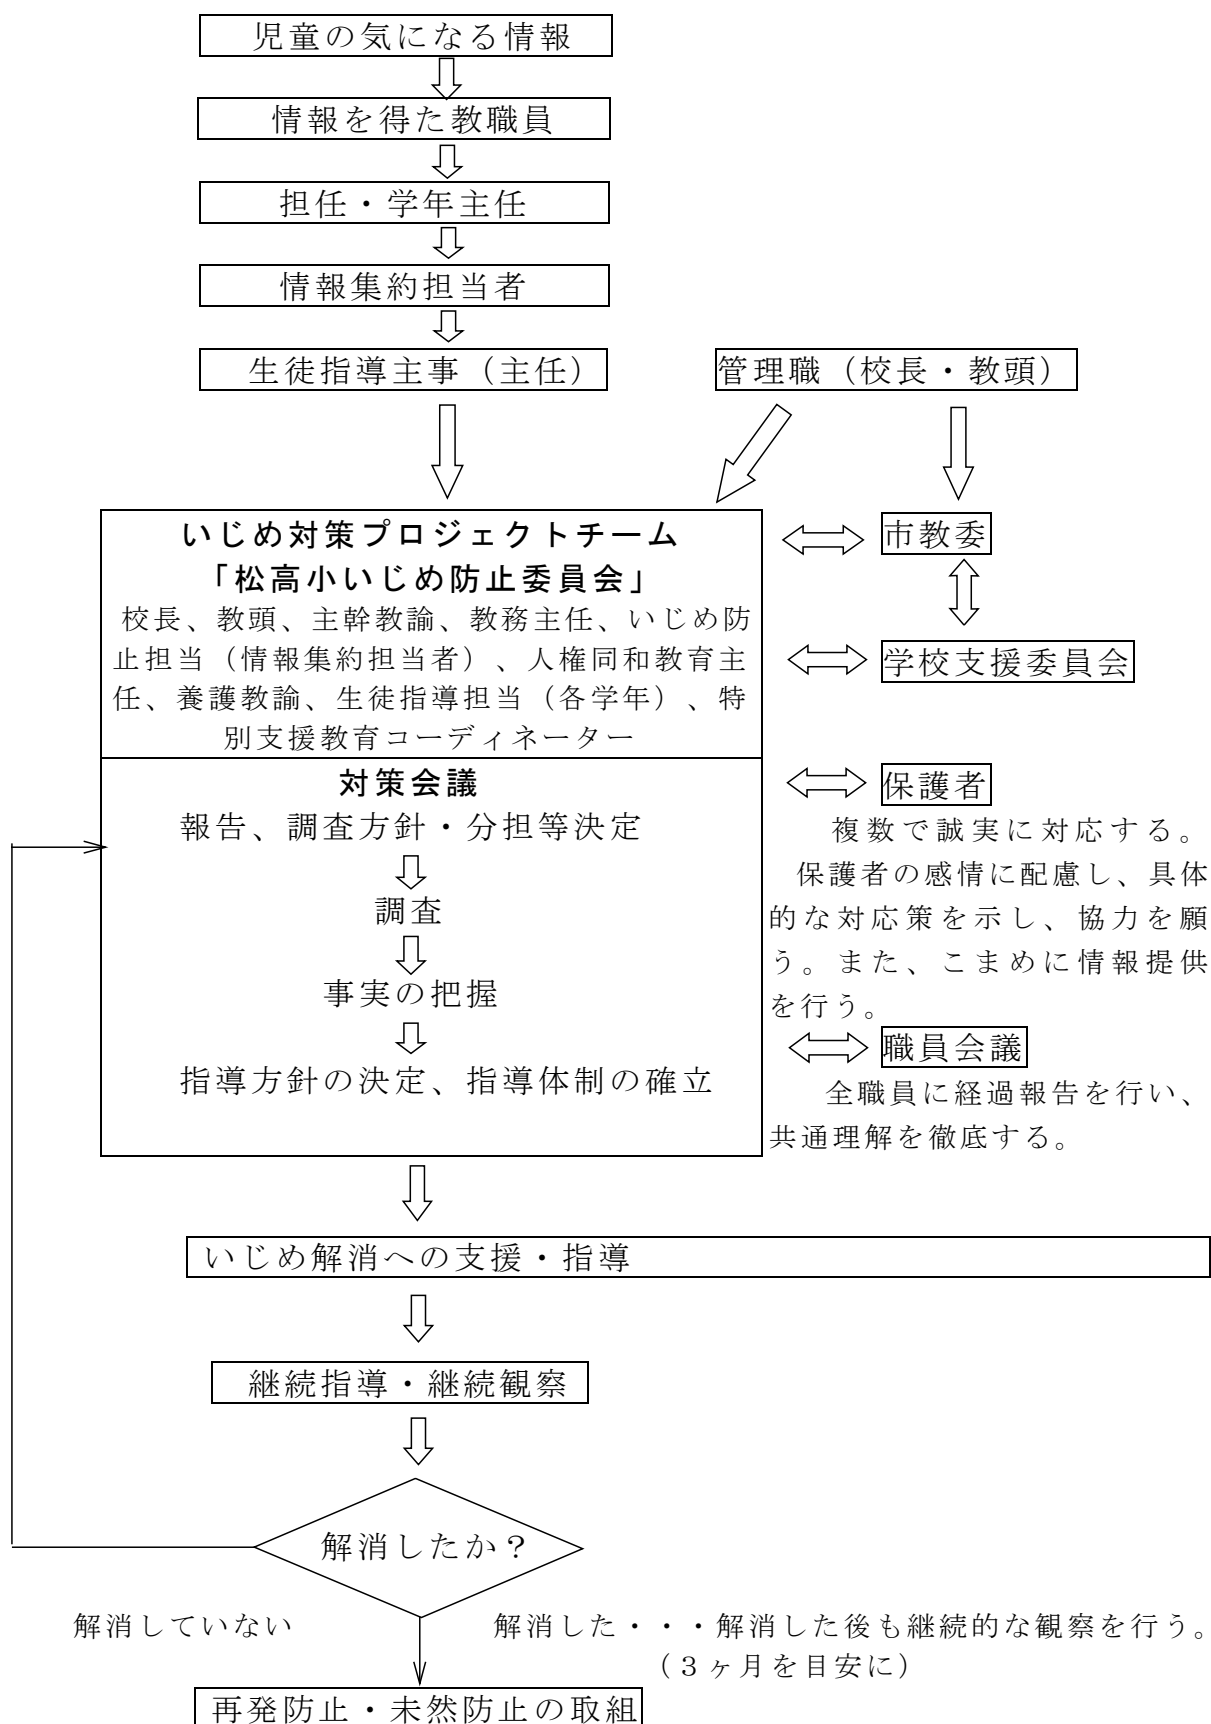 児童の気になる情報
情報を得た教職員
担任・学年主任
情報集約担当者
生徒指導主事（主任）
管理職（校長・教頭）
いじめ対策プロジェクトチーム
「松高小いじめ防止委員会」
校長、教頭、主幹教諭、教務主任、いじめ防
止担当（情報集約担当者）、人権同和教育主
任、養護教諭、生徒指導担当（各学年）、特
別支援教育コーディネーター
市教委
学校支援委員会
対策会議
報告、調査方針・分担等決定
調査
事実の把握
指導方針の決定、指導体制の確立
保護者
複数で誠実に対応する。
保護者の感情に配慮し、具体
的な対応策を示し、協力を願
う。また、こまめに情報提供
を行う。
職員会議
全職員に経過報告を行い、
共通理解を徹底する。
いじめ解消への支援・指導
継続指導・継続観察
解消したか？
解消していない
解消した・・・解消した後も継続的な観察を行う。
（３ヶ月を目安に）
再発防止・未然防止の取組